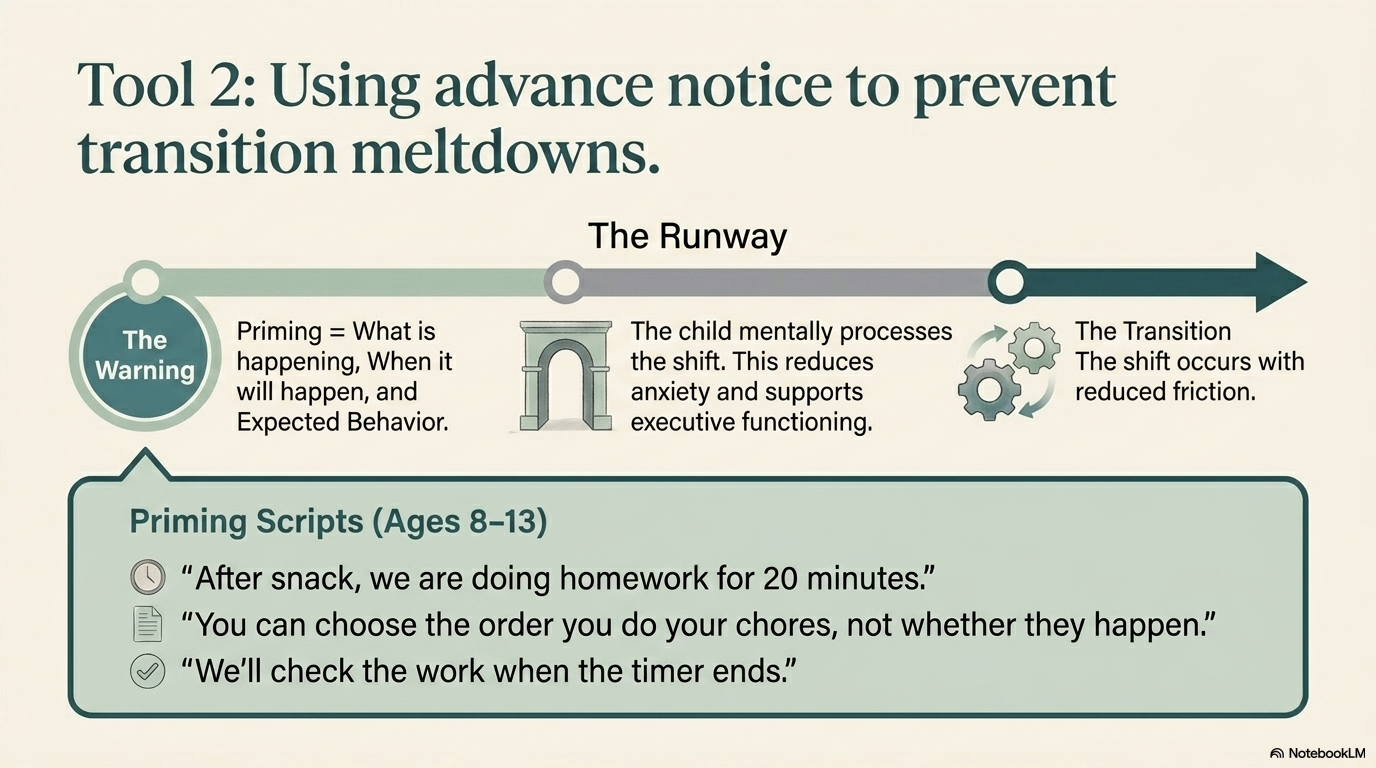 Tool 2: Using advance notice to prevent
transition meltdowns.
The Runway
The
Warning
Priming = What is
happening, When it
will happen, and
Expected Behavior.
The child mentally processes
the shift. This reduces
anxiety and supports
executive functioning.
The Transition
The shift occurs with
reduced friction.
Priming Scripts (Ages 8–13)
“After snack, we are doing homework for 20 minutes.”
“You can choose the order you do your chores, not whether they happen.”
“We’ll check the work when the timer ends.”
NotebookLM